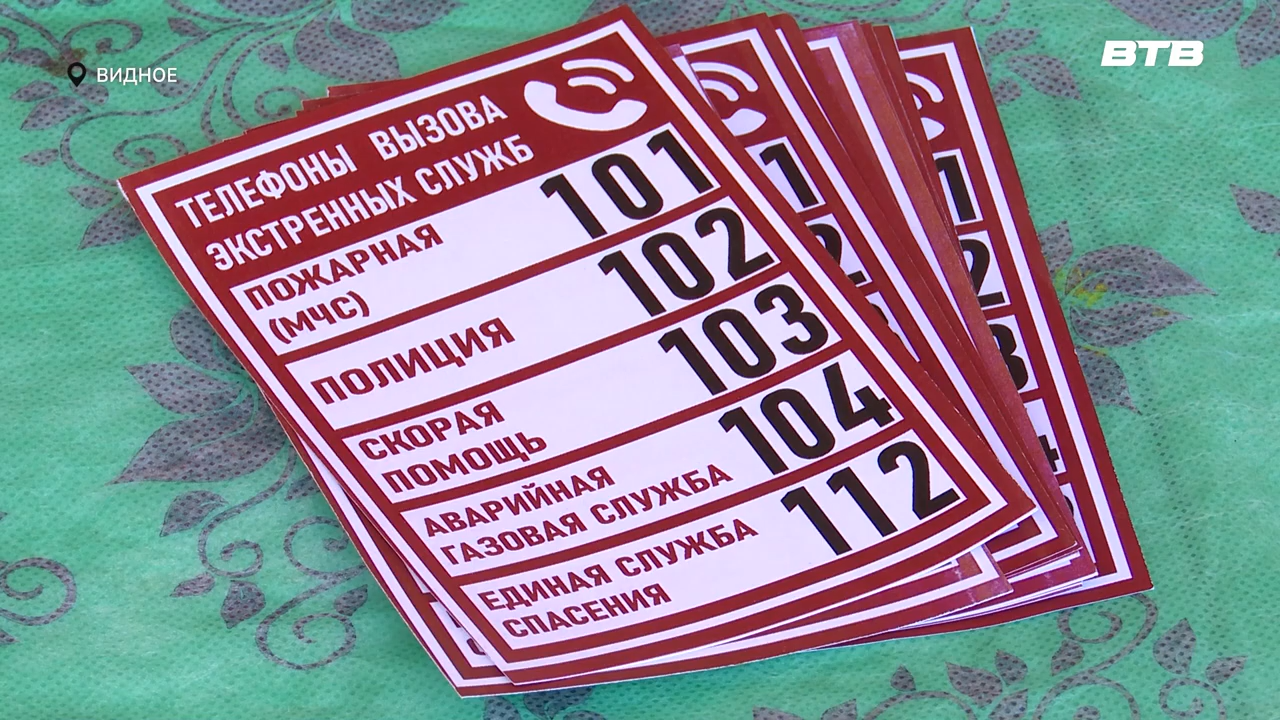 ВИДНОЕ
ВТВ
ТЕЛЕФОНЫ ВЫЗОВА
ЭКСТРЕННЫХ СЛУЖБ
ПОЖАРНАЯ
(МЧС)
101
ПОЛИЦИЯ
102
СКОРАЯ
ПОМОЩЬ
103
АВАРИЙНАЯ
ГАЗОВАЯ СЛУЖБА
104
ЕДИНАЯ СЛУЖБА
СПАСЕНИЯ
112